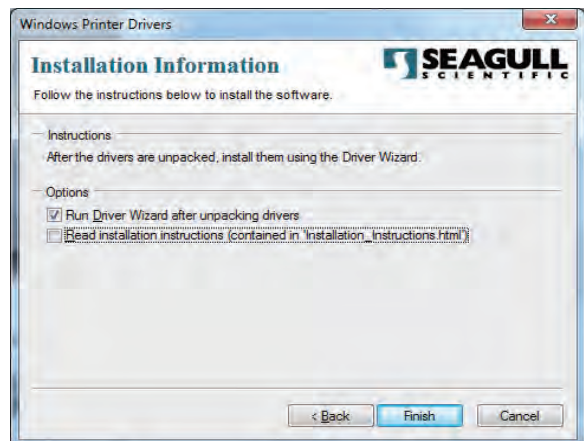 Windows Printer Drivers
Installation Information
SEAGULL
SCIENTIFIC
Follow the instructions below to install the software.
Instructions
After the drivers are unpacked, install them using the Driver Wizard.
Options
Run Driver Wizard after unpacking drivers
Read installation instructions (contained in 'Installation_Instructions.html')
< Back Finish Cancel